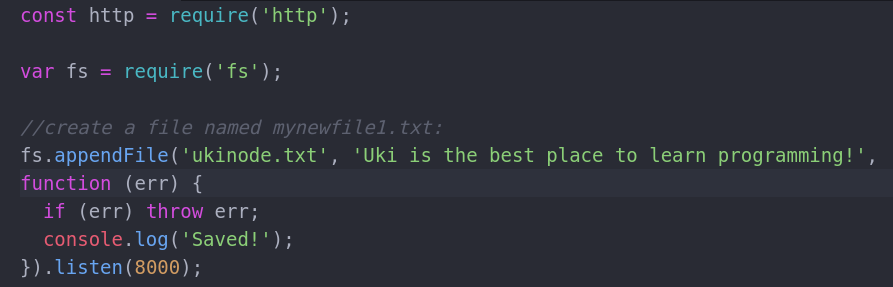 const http = require('http');
var fs = require('fs');
//create a file named mynewfile1.txt:
fs.appendFile('ukinode.txt', 'Uki is the best place to learn programming!',
function (err) {
  if (err) throw err;
  console.log('Saved!');
}).listen(8000);